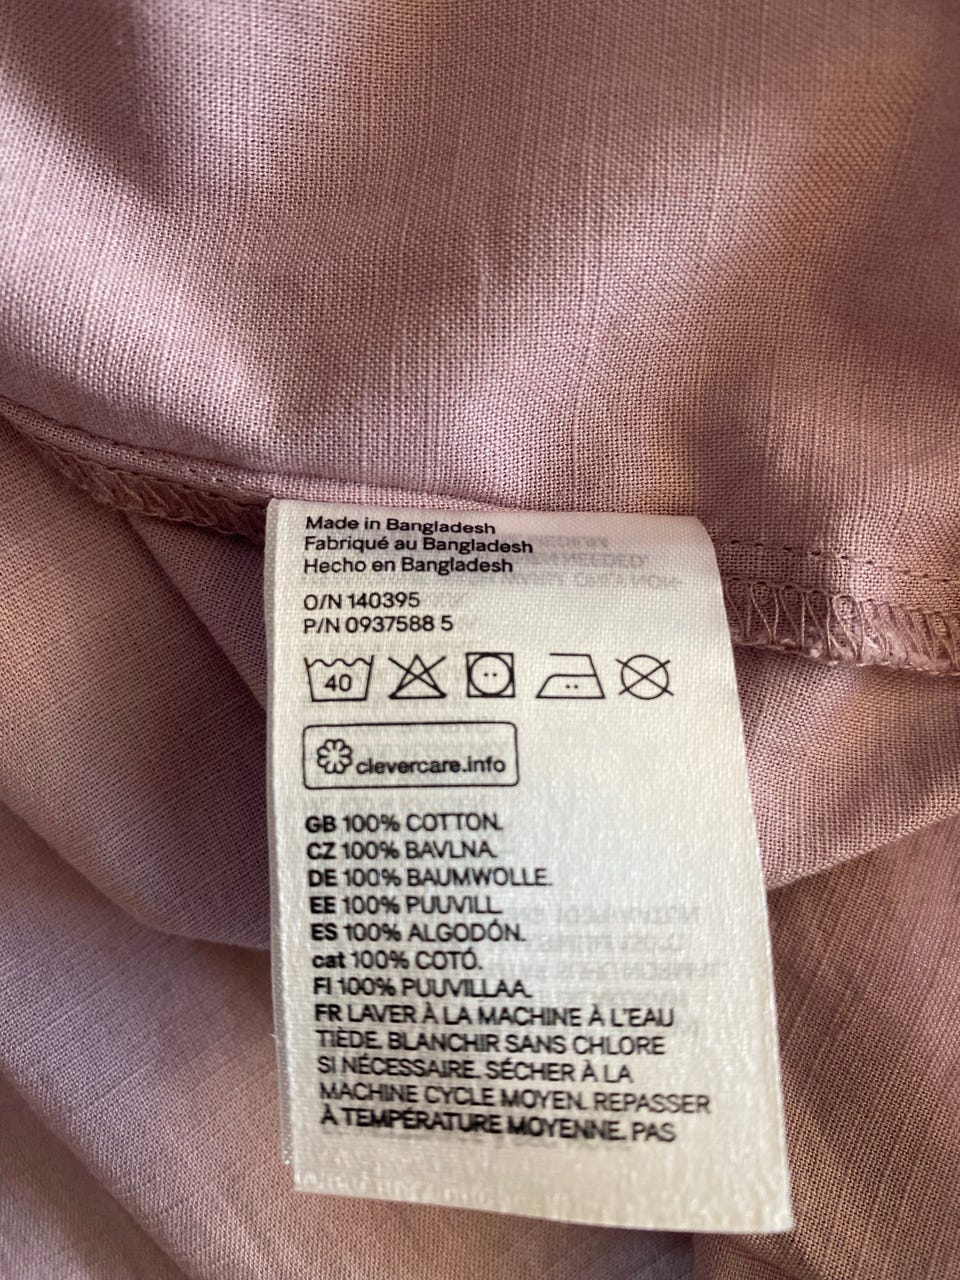 Made in Bangladesh
Fabriqué au Bangladesh
Hecho en Bangladesh
O/N 140395
P/N 0937588 5
40
clevercare.info
GB 100% COTTON.
CZ 100% BAVLNA.
DE 100% BAUMWOLLE.
EE 100% PUUVILL.
ES 100% ALGODÓN.
cat 100% COTÓ.
FI 100% PUUVILLAA.
FR LAVER À LA MACHINE À L'EAU
TIÈDE. BLANCHIR SANS CHLORE
SI NÉCESSAIRE. SÉCHER À LA
MACHINE CYCLE MOYEN. REPASSER
À TEMPÉRATURE MOYENNE. PAS